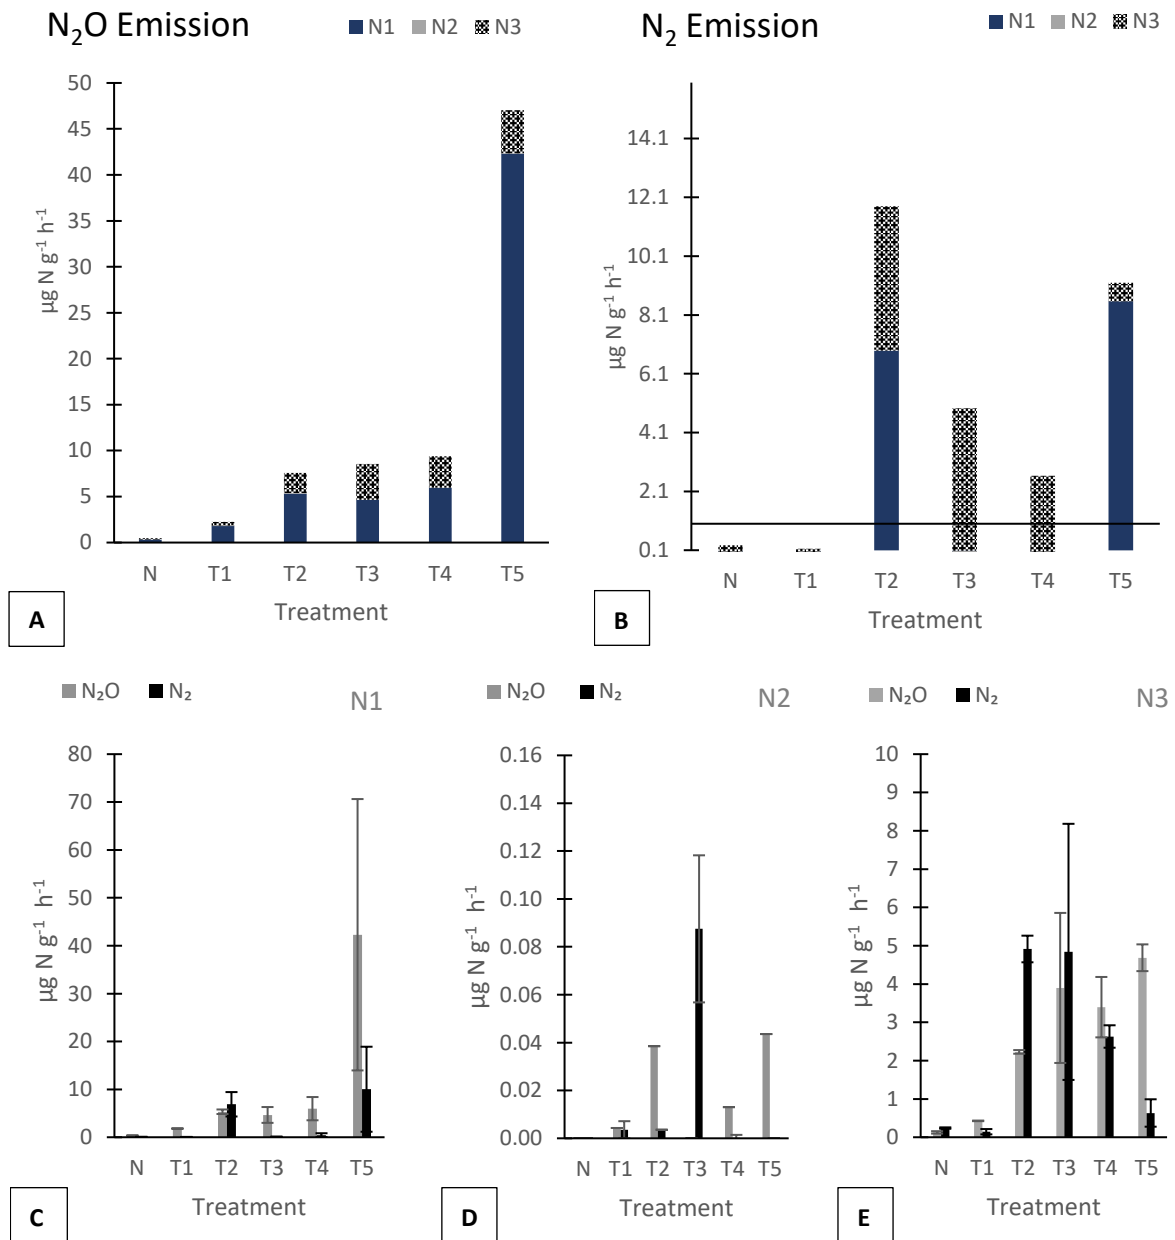 N₂O Emission
N1 N2 N3
50
45
40
35
30
25
20
15
10
5
0
µg N g⁻¹ h⁻¹
N T1 T2 T3 T4 T5
Treatment
A
N₂ Emission
N1 N2 N3
14.1
12.1
10.1
8.1
6.1
4.1
2.1
0.1
µg N g⁻¹ h⁻¹
N T1 T2 T3 T4 T5
Treatment
B
N₂O N₂
N1
80
70
60
50
40
30
20
10
0
µg N g⁻¹ h⁻¹
N T1 T2 T3 T4 T5
Treatment
C
N₂O N₂
N2
0.16
0.14
0.12
0.10
0.08
0.06
0.04
0.02
0.00
µg N g⁻¹ h⁻¹
N T1 T2 T3 T4 T5
Treatment
D
N₂O N₂
N3
10
9
8
7
6
5
4
3
2
1
0
µg N g⁻¹ h⁻¹
N T1 T2 T3 T4 T5
Treatment
E